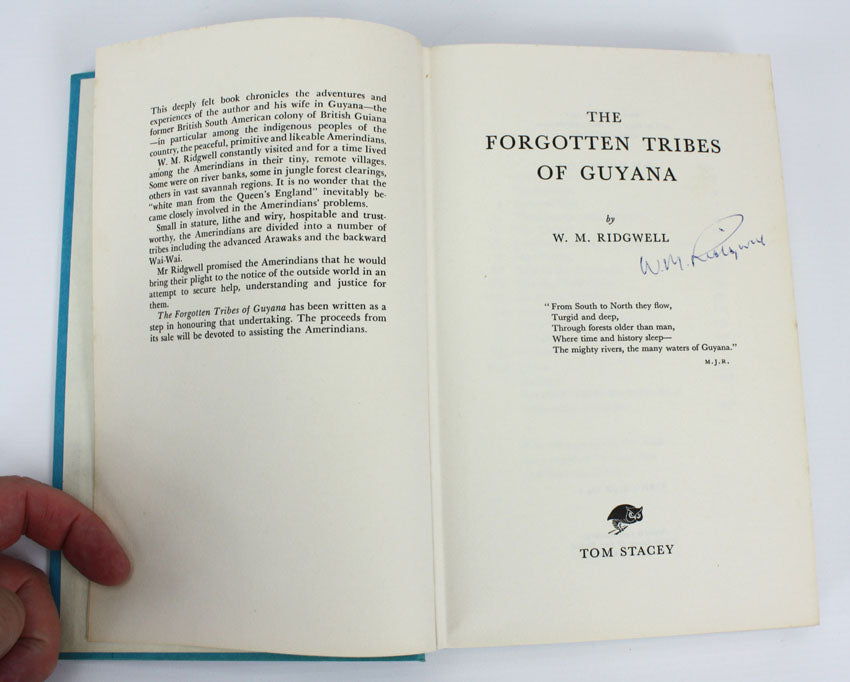 This deeply felt book chronicles the adventures and
experiences of the author and his wife in Guyana—the
former British South American colony of British Guiana
—in particular among the indigenous peoples of the
country, the peaceful, primitive and likeable Amerindians.
W. M. Ridgwell constantly visited and for a time lived
among the Amerindians in their tiny, remote villages.
Some were on river banks, some in jungle forest clearings,
others in vast savannah regions. It is no wonder that the
"white man from the Queen's England" inevitably be-
came closely involved in the Amerindians' problems.
Small in stature, lithe and wiry, hospitable and trust-
worthy, the Amerindians are divided into a number of
tribes including the advanced Arawaks and the backward
Wai-Wai.
Mr Ridgwell promised the Amerindians that he would
bring their plight to the notice of the outside world in an
attempt to secure help, understanding and justice for
them.
The Forgotten Tribes of Guyana has been written as a
step in honouring that undertaking. The proceeds from
its sale will be devoted to assisting the Amerindians.
THE
FORGOTTEN TRIBES
OF GUYANA
by
W. M. RIDGWELL
W.M. Ridgwell
"From South to North they flow,
Turgid and deep,
Through forests older than man,
Where time and history sleep—
The mighty rivers, the many waters of Guyana."
M.J.R.
TOM STACEY